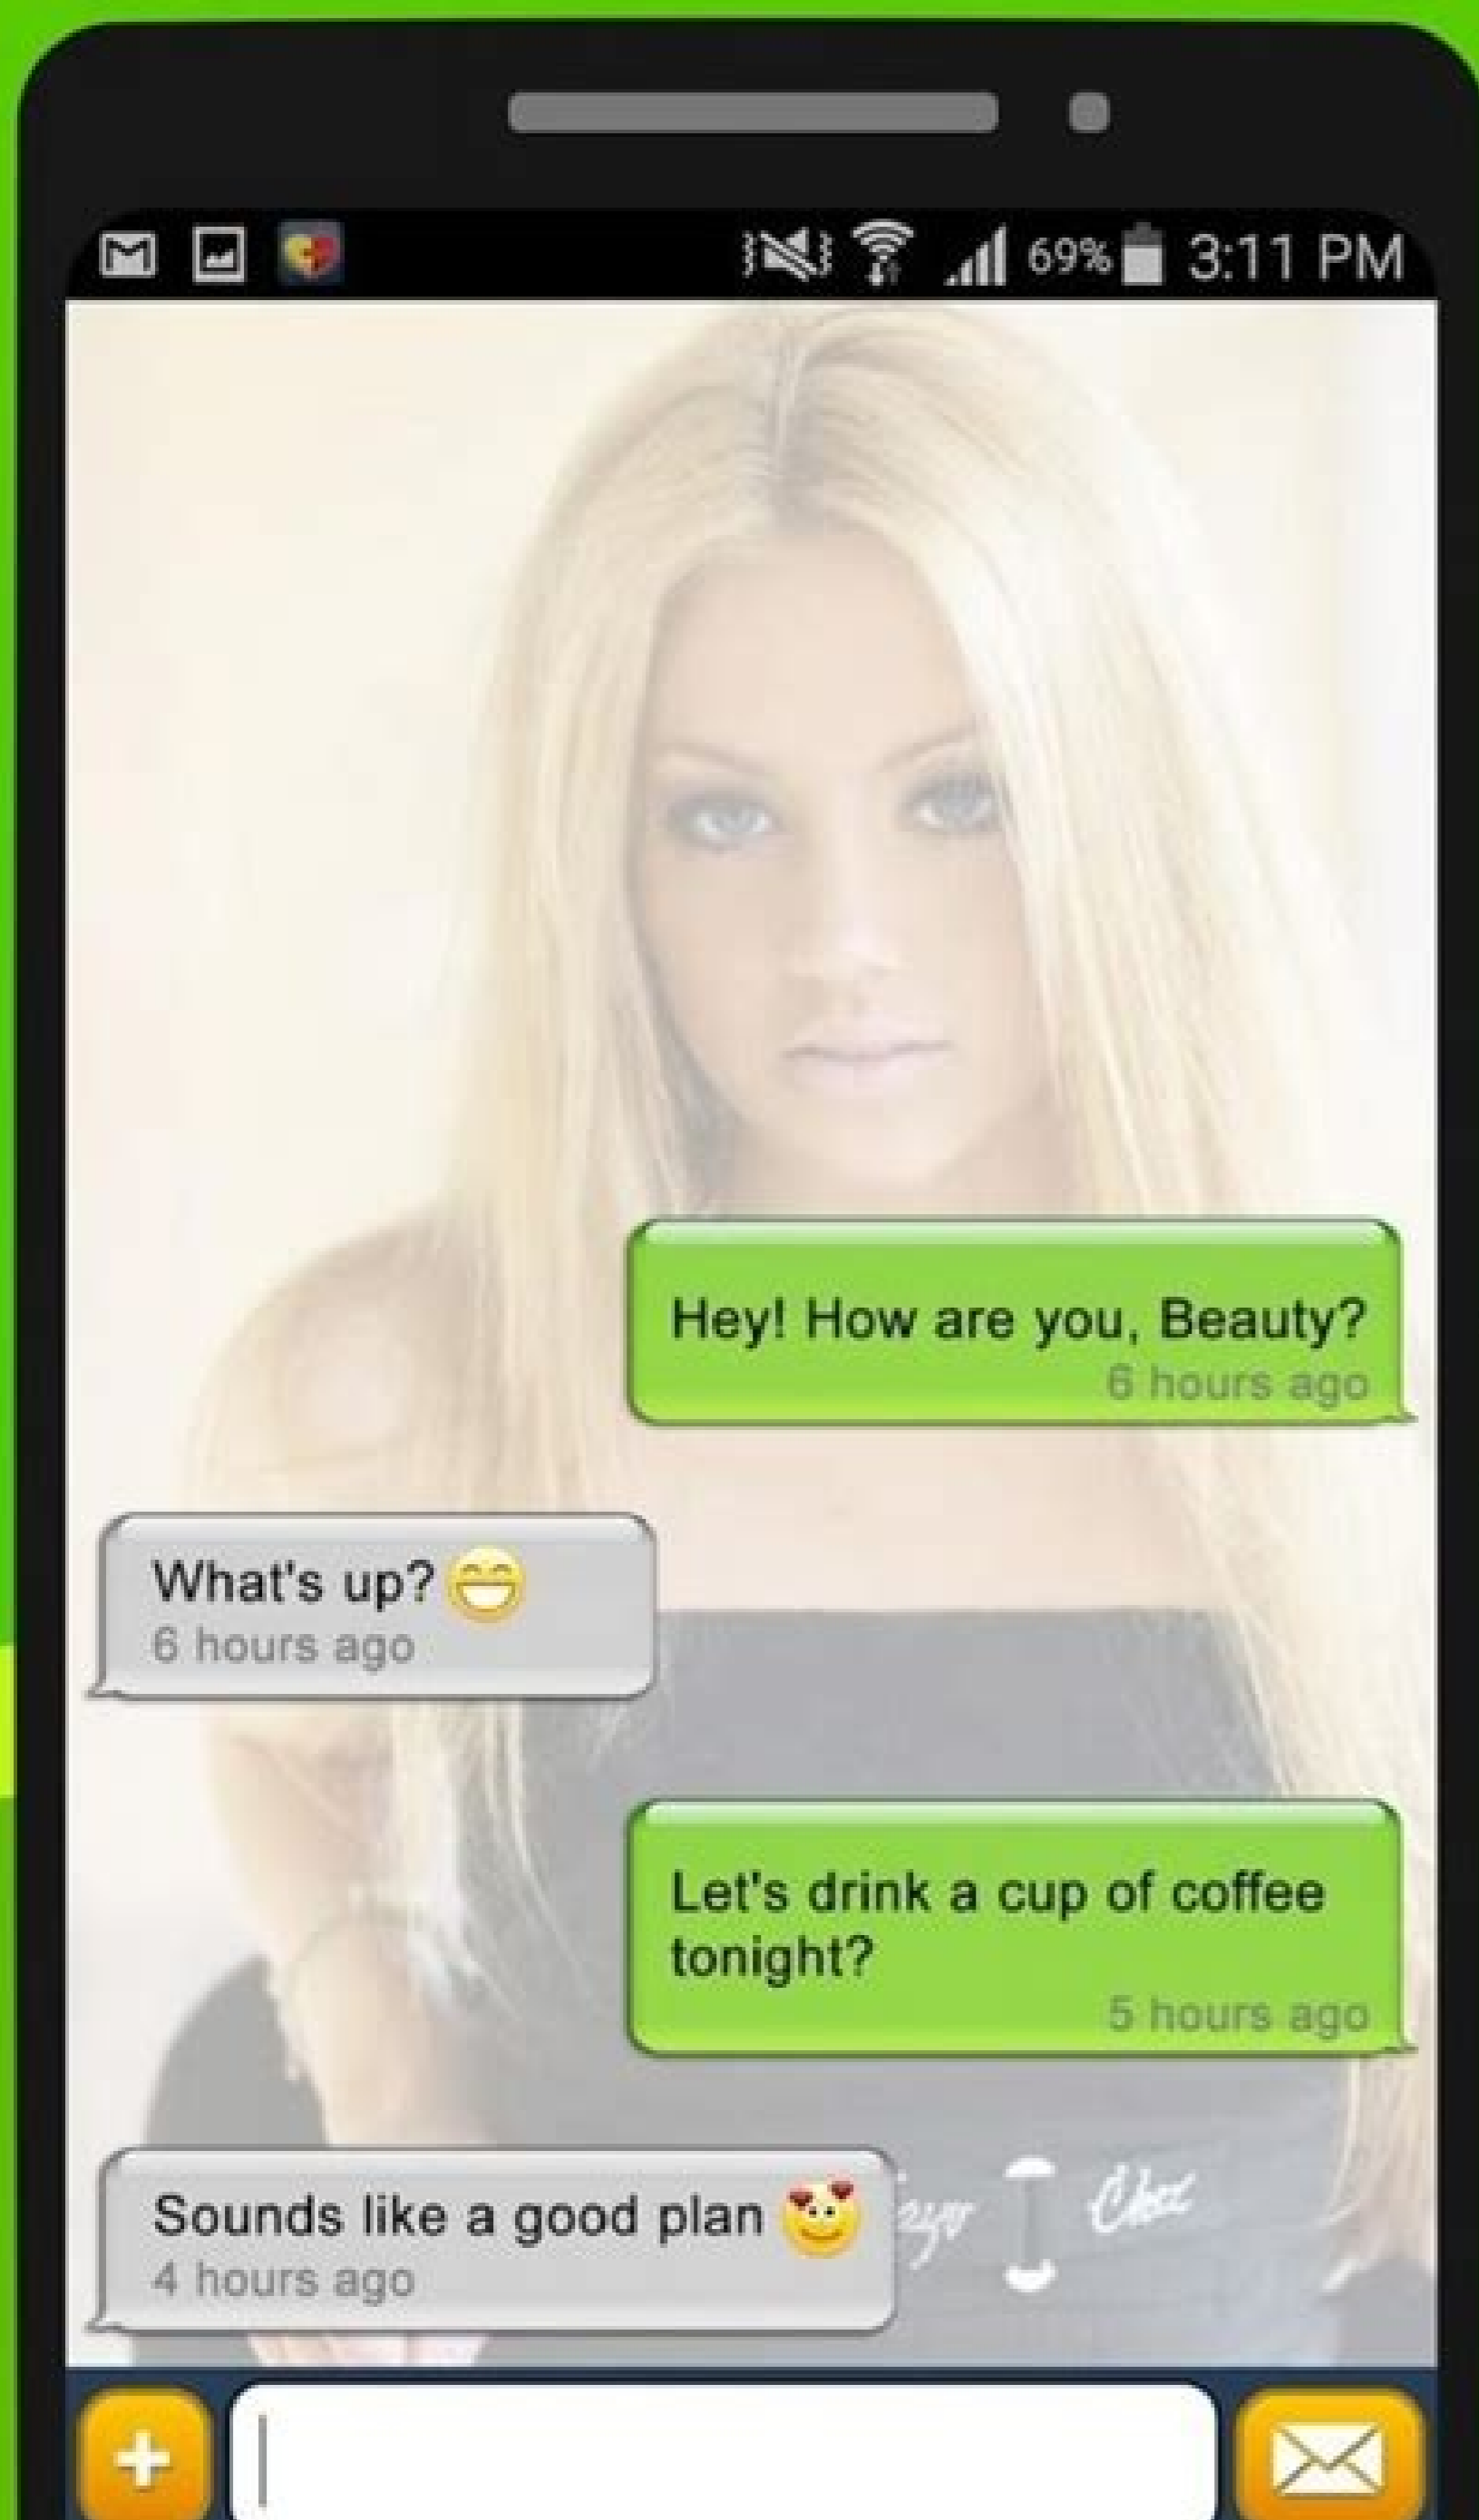 69% 3:11 PM
Hey! How are you, Beauty?
6 hours ago
What's up?
6 hours ago
Let's drink a cup of coffee
tonight?
5 hours ago
Sounds like a good plan
4 hours ago